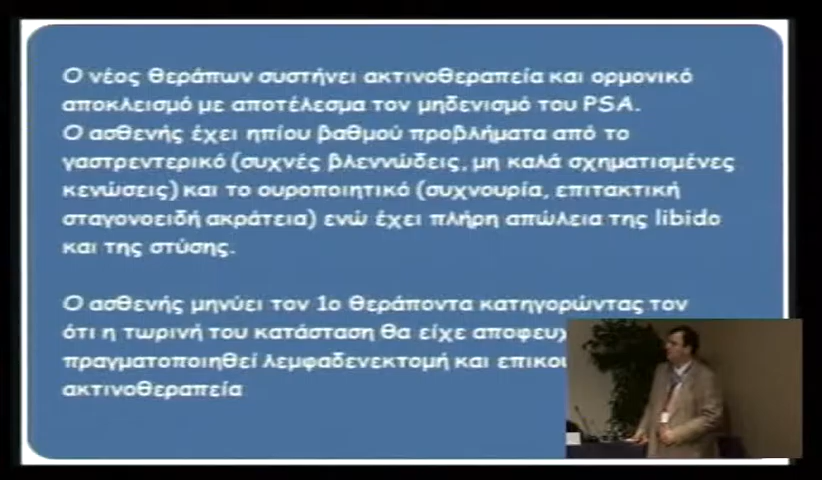 Ο νέος θεράπων συστήνει ακτινοθεραπεία και ορμονικό
αποκλεισμό με αποτέλεσμα τον μηδενισμό του PSA.
Ο ασθενής έχει ηπίου βαθμού προβλήματα από το
γαστρεντερικό (συχνές βλεννώδεις, μη καλά σχηματισμένες
κενώσεις) και το ουροποιητικό (συχνουρία, επιτακτική
σταγονοειδή ακράτεια) ενώ έχει πλήρη απώλεια της libido
και της στύσης.
Ο ασθενής μηνύει τον 1ο θεράποντα κατηγορώντας τον
ότι η τωρινή του κατάσταση θα είχε
πραγματοποιηθεί λεμφαδενεκτομή και
ακτινοθεραπεία